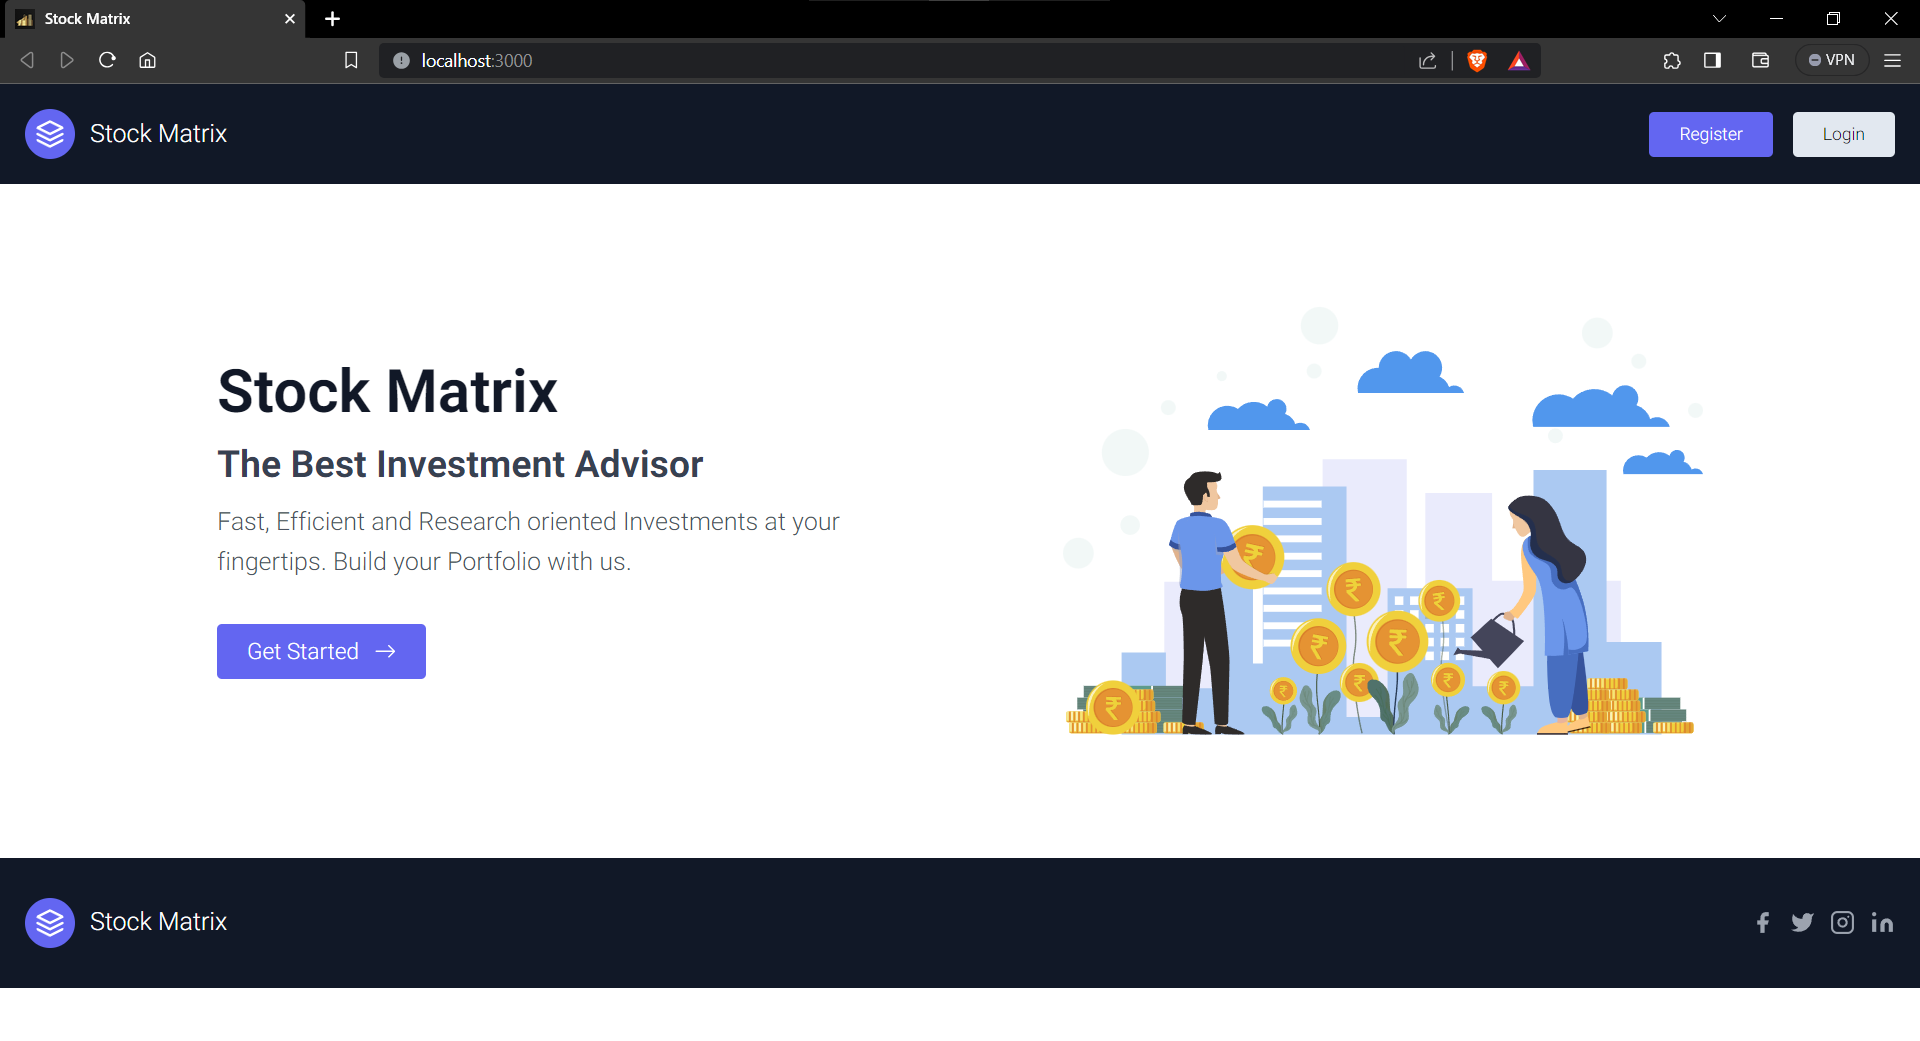 Stock Matrix
localhost:3000
VPN
Stock Matrix
Register
Login
Stock Matrix
The Best Investment Advisor
Fast, Efficient and Research oriented Investments at your
fingertips. Build your Portfolio with us.
Get Started
₹
₹
₹
₹
₹
₹
₹
₹
₹
₹
Stock Matrix